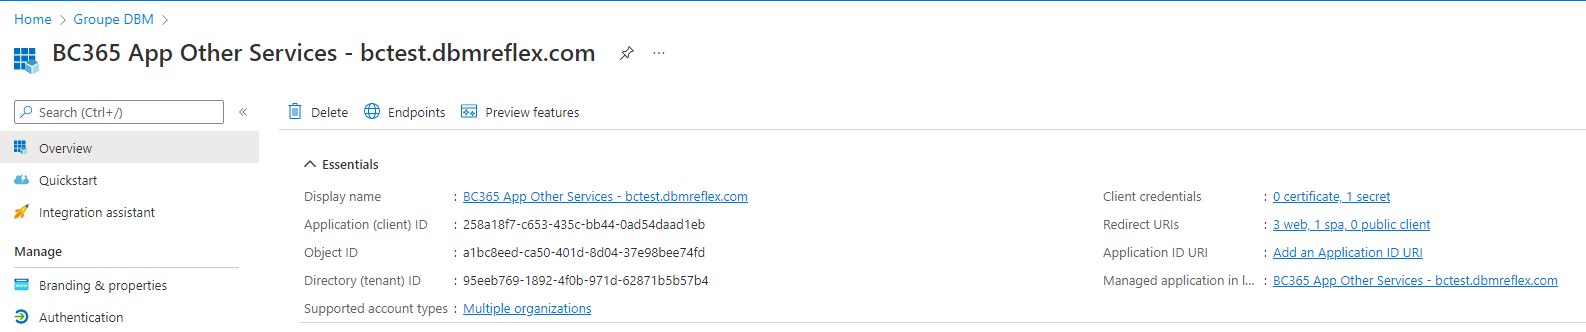 Home > Groupe DBM >
BC365 App Other Services - bctest.dbmreflex.com ...
Search (Ctrl+/) «
Delete Endpoints Preview features
Overview
Quickstart
Integration assistant
Manage
Branding & properties
Authentication
Essentials
Display name : BC365 App Other Services - bctest.dbmreflex.com
Application (client) ID : 258a18f7-c653-435c-bb44-0ad54daad1eb
Object ID : a1bc8eed-ca50-401d-8d04-37e98bee74fd
Directory (tenant) ID : 95eeb769-1892-4f0b-971d-62871b5b57b4
Supported account types : Multiple organizations
Client credentials : 0 certificate, 1 secret
Redirect URIs : 3 web, 1 spa, 0 public client
Application ID URI : Add an Application ID URI
Managed application in l... : BC365 App Other Services - bctest.dbmreflex.com